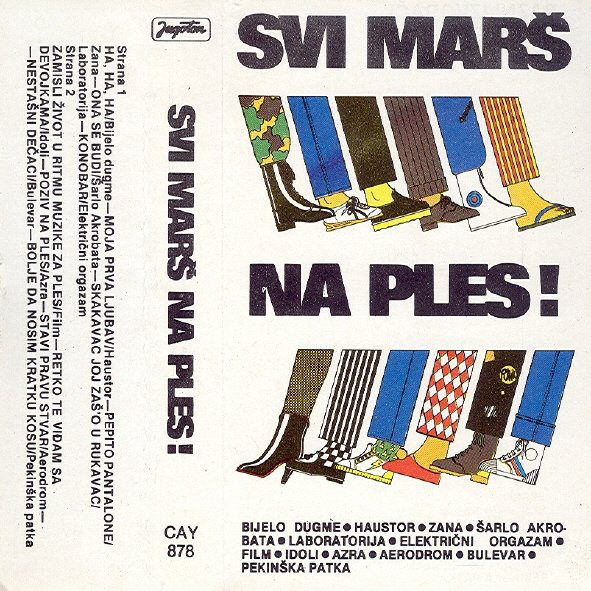 Strana 1
HA, HA, HA/Bijelo dugme—MOJA PRVA LJUBAV/Haustor—PEPITO PANTALONE/
Zana—ONA SE BUDI/Šarlo Akrobata—SKAKAVAC JOJ ZAŠ'O U RUKAVAC/
Laboratorija—KONOBAR/Električni orgazam
Strana 2
ZAMISLI ŽIVOT U RITMU MUZIKE ZA PLES/Film—RETKO TE VIĐAM SA
DEVOJKAMA/Idoli—POZIV NA PLES/Azra—STAVI PRAVU STVAR/Aerodrom—
—NESTAŠNI DEČACI/Bulevar—BOLJE DA NOSIM KRATKU KOSU/Pekinška patka
Jugoton
SVI MARŠ NA PLES!
CAY
878
SVI MARŠ
NA PLES!
BIJELO DUGME ● HAUSTOR ● ZANA ● ŠARLO AKRO-
BATA ● LABORATORIJA ● ELEKTRIČNI ORGAZAM ●
FILM ● IDOLI ● AZRA ● AERODROM ● BULEVAR ●
PEKINŠKA PATKA